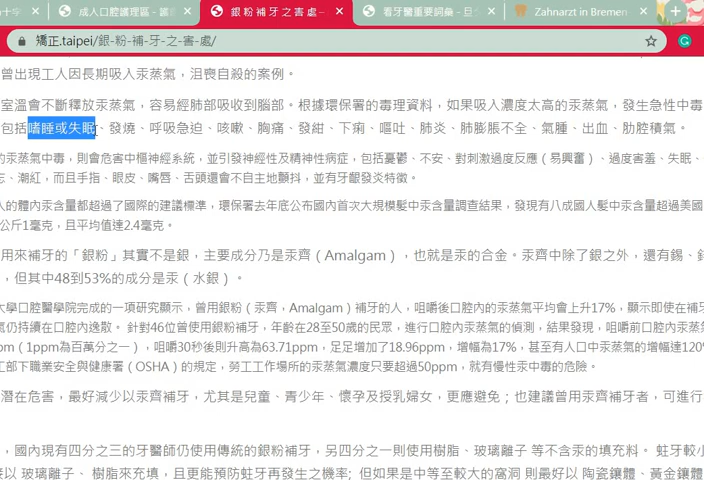 十字
成人口腔護理區 - 護
銀粉補牙之害處 –
看牙醫重要詞彙 – 日
Zahnarzt in Bremen
矯正.taipei/銀-粉-補-牙-之-害-處/
曾出現工人因長期吸入汞蒸氣，沮喪自殺的案例。
室溫會不斷釋放汞蒸氣，容易經肺部吸收到腦部。根據環保署的毒理資料，如果吸入濃度太高的汞蒸氣，發生急性中毒
包括嗜睡或失眠、發燒、呼吸急迫、咳嗽、胸痛、發紺、下痢、嘔吐、肺炎、肺膨脹不全、氣腫、出血、肋腔積氣。
的汞蒸氣中毒，則會危害中樞神經系統，並引發神經性及精神性病症，包括憂鬱、不安、對刺激過度反應（易興奮）、過度害羞、失眠、
志、潮紅，而且手指、眼皮、嘴唇、舌頭還會不自主地顫抖，並有牙齦發炎特徵。
人的體內汞含量都超過了國際的建議標準，環保署去年底公布國內首次大規模髮中汞含量調查結果，發現有八成國人髮中汞含量超過美國
公斤1毫克，且平均值達2.4毫克。
用來補牙的「銀粉」其實不是銀，主要成分乃是汞齊（Amalgam），也就是汞的合金。汞齊中除了銀之外，還有錫、
，但其中48到53%的成分是汞（水銀）。
大學口腔醫學院完成的一項研究顯示，曾用銀粉（汞齊，Amalgam）補牙的人，咀嚼後口腔內的汞蒸氣平均會上升17%，顯示即使在補牙
氣仍持續在口腔內逸散。 針對46位曾使用銀粉補牙，年齡在28至50歲的民眾，進行口腔內汞蒸氣的偵測，結果發現，咀嚼前口腔內汞蒸
pm（1ppm為百萬分之一），咀嚼30秒後則升高為63.71ppm，足足增加了18.96ppm，增幅為17%，甚至有人口中汞蒸氣的增幅達120%
工部下職業安全與健康署（OSHA）的規定，勞工工作場所的汞蒸氣濃度只要超過50ppm，就有慢性汞中毒的危險。
潛在危害，最好減少以汞齊補牙，尤其是兒童、青少年、懷孕及授乳婦女，更應避免；也建議曾用汞齊補牙者，可進行
，國內現有四分之三的牙醫師仍使用傳統的銀粉補牙，另四分之一則使用樹脂、玻璃離子 等不含汞的填充料。 蛀牙較小
以 玻璃離子、 樹脂來充填，且更能預防蛀牙再發生之機率; 但如果是中等至較大的窩洞 則最好以 陶瓷鑲體、黃金鑲體